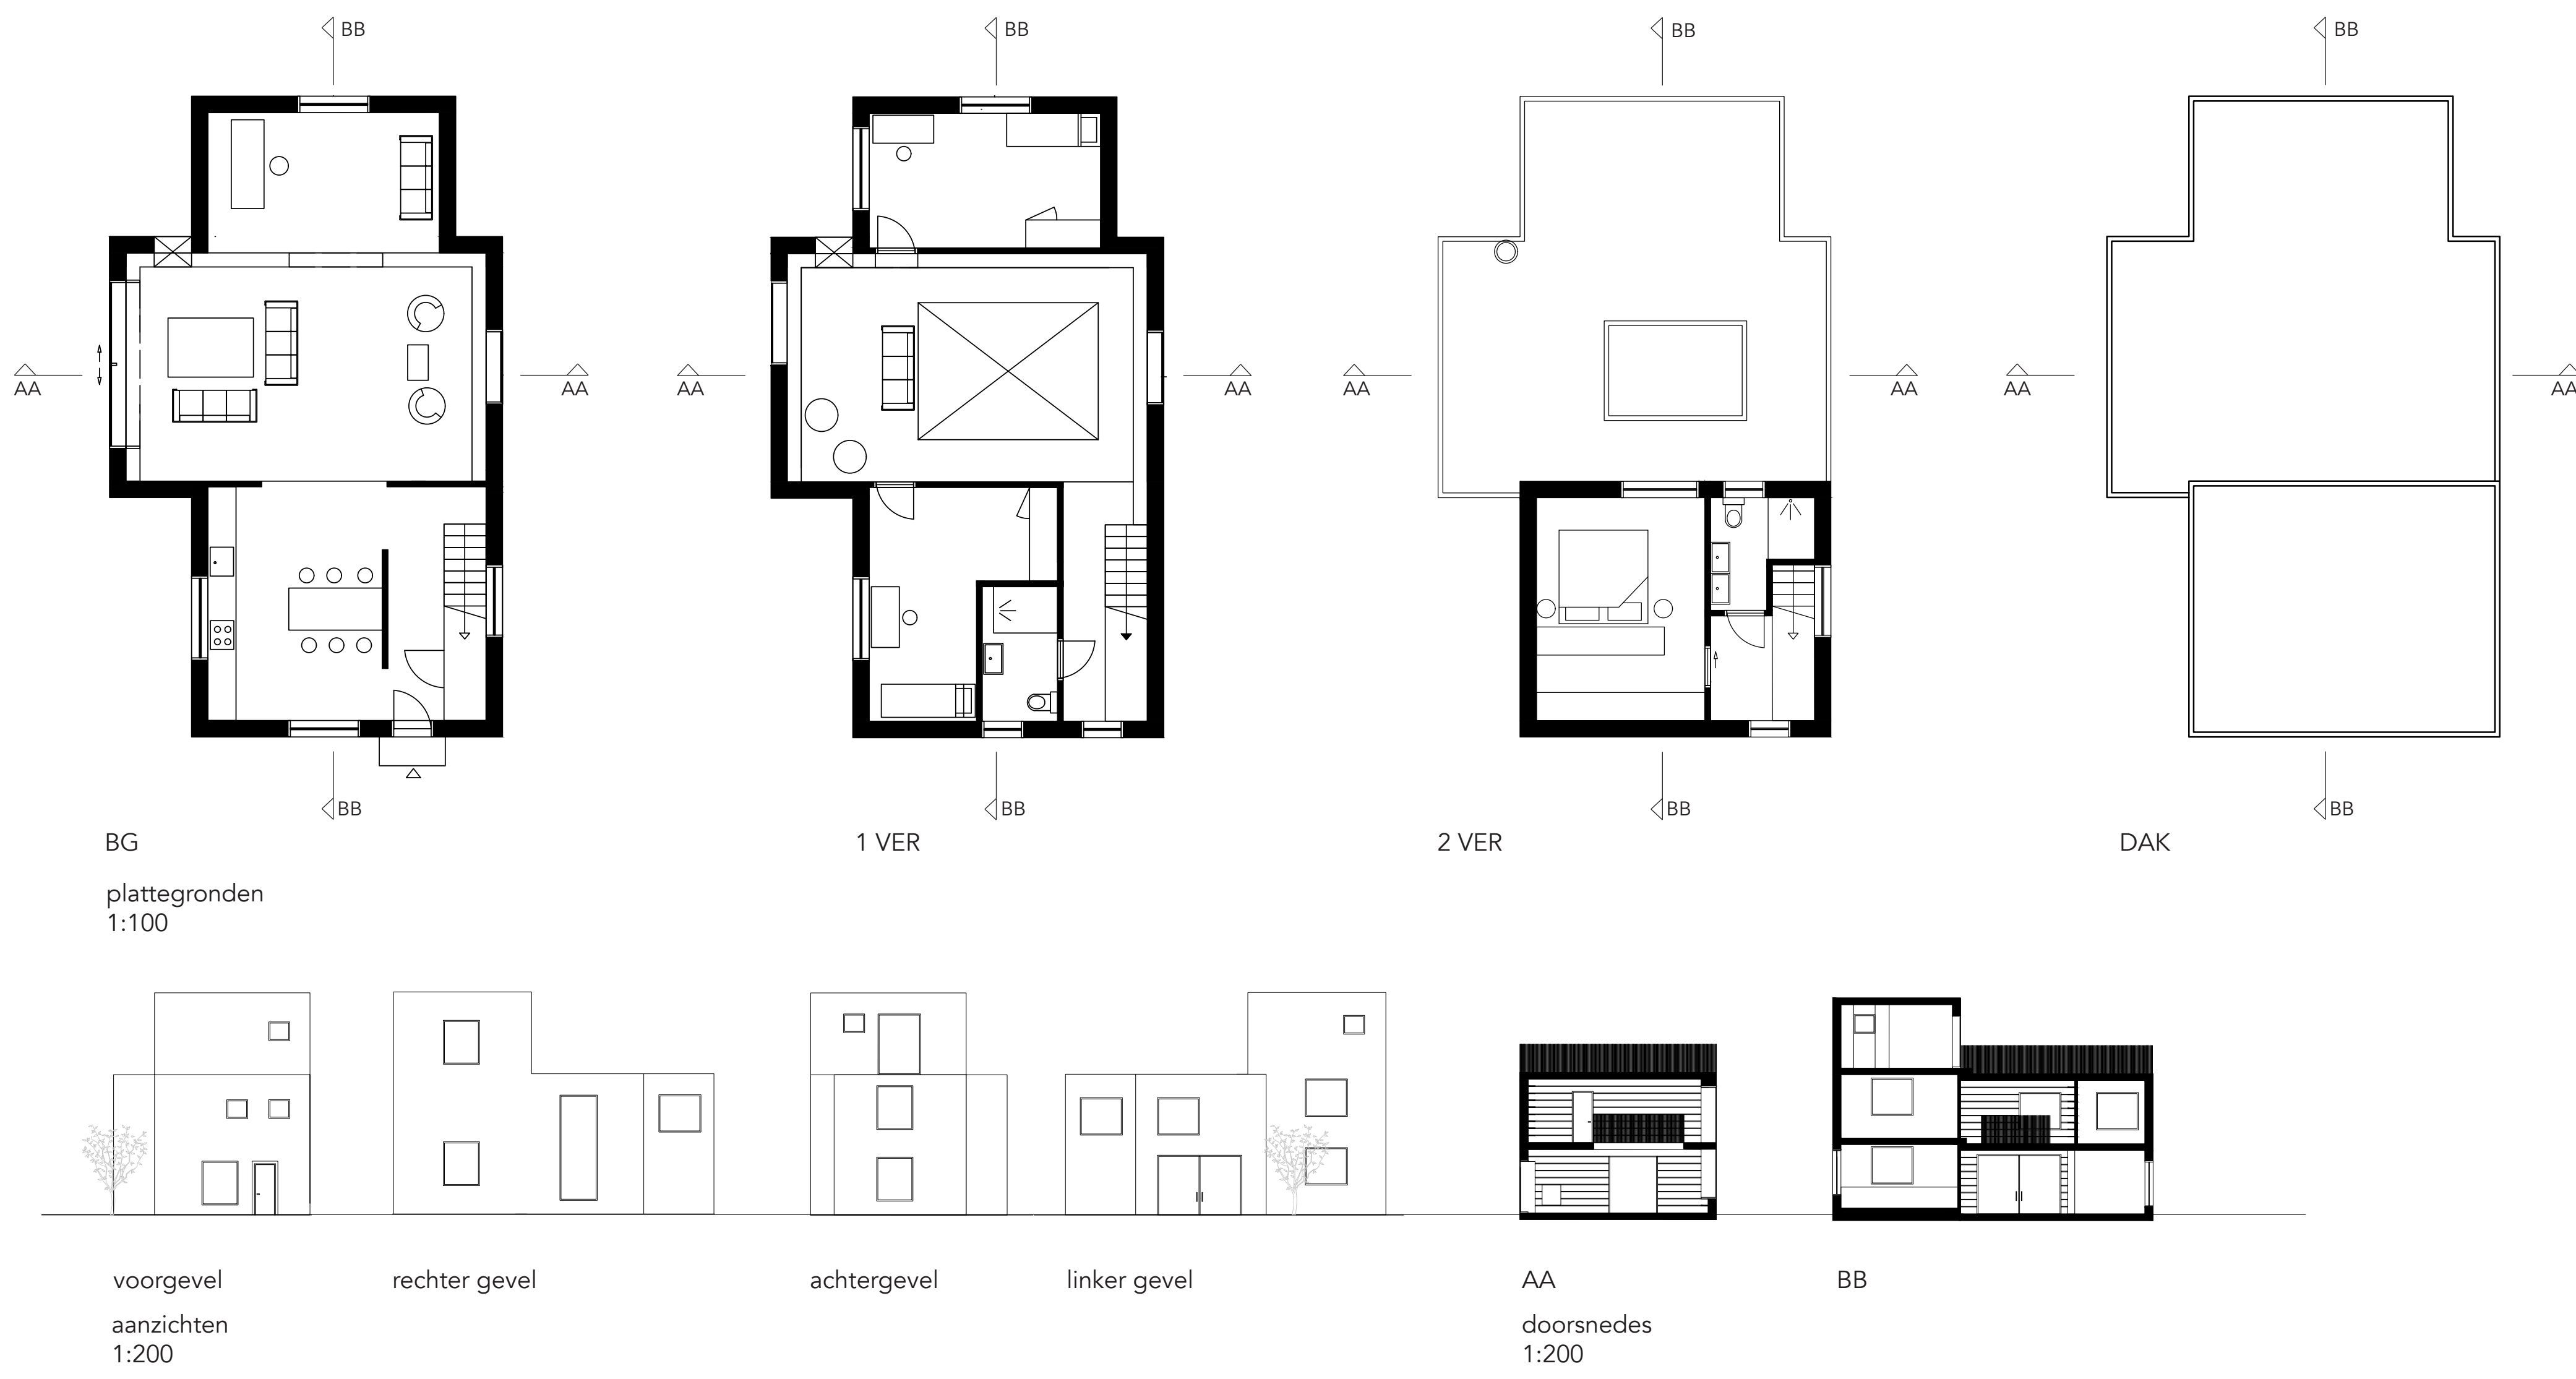 BB
BB
BB
BB
AA
AA
AA
AA
AA
AA
AA
AA
BB
BB
BB
BB
BG
1 VER
2 VER
DAK
plattegronden
1:100
voorgevel
rechter gevel
achtergevel
linker gevel
AA
BB
aanzichten
1:200
doorsnedes
1:200